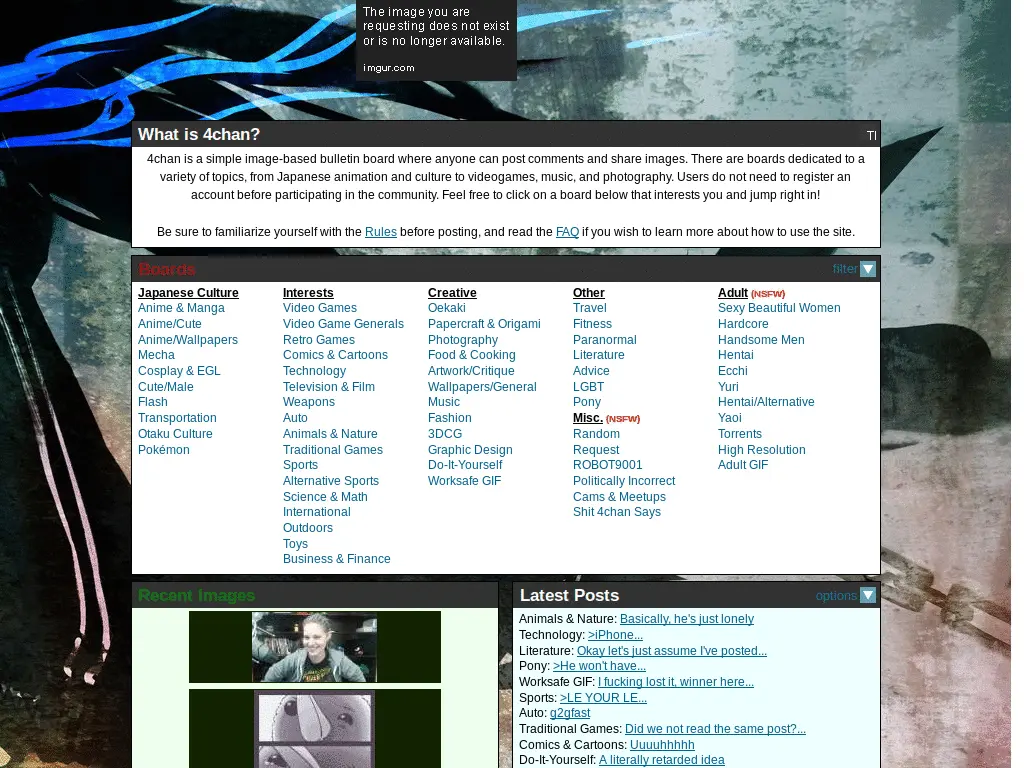 The image you are
requesting does not exist
or is no longer available.
imgur.com
What is 4chan?
TI
4chan is a simple image-based bulletin board where anyone can post comments and share images. There are boards dedicated to a
variety of topics, from Japanese animation and culture to videogames, music, and photography. Users do not need to register an
account before participating in the community. Feel free to click on a board below that interests you and jump right in!
Be sure to familiarize yourself with the Rules before posting, and read the FAQ if you wish to learn more about how to use the site.
Boards
filter
Japanese Culture
Anime & Manga
Anime/Cute
Anime/Wallpapers
Mecha
Cosplay & EGL
Cute/Male
Flash
Transportation
Otaku Culture
Pokémon
Interests
Video Games
Video Game Generals
Retro Games
Comics & Cartoons
Technology
Television & Film
Weapons
Auto
Animals & Nature
Traditional Games
Sports
Alternative Sports
Science & Math
International
Outdoors
Toys
Business & Finance
Creative
Oekaki
Papercraft & Origami
Photography
Food & Cooking
Artwork/Critique
Wallpapers/General
Music
Fashion
3DCG
Graphic Design
Do-It-Yourself
Worksafe GIF
Other
Travel
Fitness
Paranormal
Literature
Advice
LGBT
Pony
Misc. (NSFW)
Random
Request
ROBOT9001
Politically Incorrect
Cams & Meetups
Shit 4chan Says
Adult (NSFW)
Sexy Beautiful Women
Hardcore
Handsome Men
Hentai
Ecchi
Yuri
Hentai/Alternative
Yaoi
Torrents
High Resolution
Adult GIF
Recent Images
Latest Posts
options
Animals & Nature: Basically, he's just lonely
Technology: >iPhone...
Literature: Okay let's just assume I've posted...
Pony: >He won't have...
Worksafe GIF: I fucking lost it, winner here...
Sports: >LE YOUR LE...
Auto: g2gfast
Traditional Games: Did we not read the same post?...
Comics & Cartoons: Uuuuhhhhh
Do-It-Yourself: A literally retarded idea